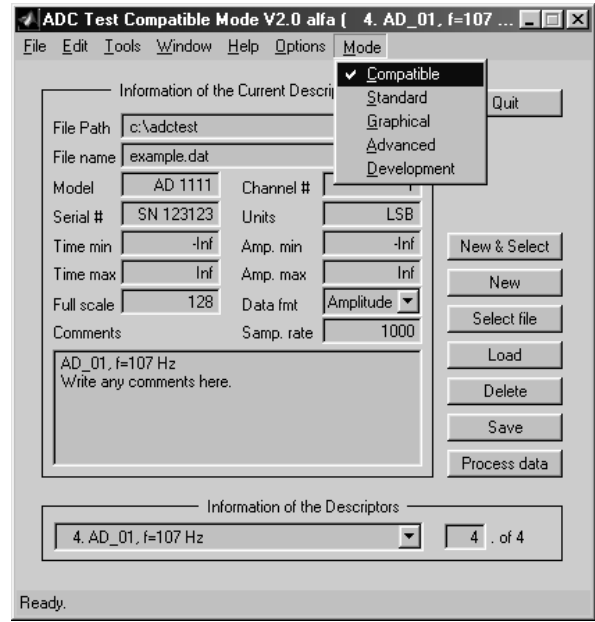 ADC Test Compatible Mode V2.0 alfa ( 4. AD_01, f=107 ...
File Edit Tools Window Help Options Mode
Compatible
Standard
Graphical
Advanced
Development
Information of the Current Descri
Quit
File Path c:\adctest
File name example.dat
Model AD 1111 Channel # 1
Serial # SN 123123 Units LSB
Time min -Inf Amp. min -Inf
Time max Inf Amp. max Inf
Full scale 128 Data fmt Amplitude
Comments Samp. rate 1000
AD_01, f=107 Hz
Write any comments here.
New & Select
New
Select file
Load
Delete
Save
Process data
Information of the Descriptors
4. AD_01, f=107 Hz 4 . of 4
Ready.